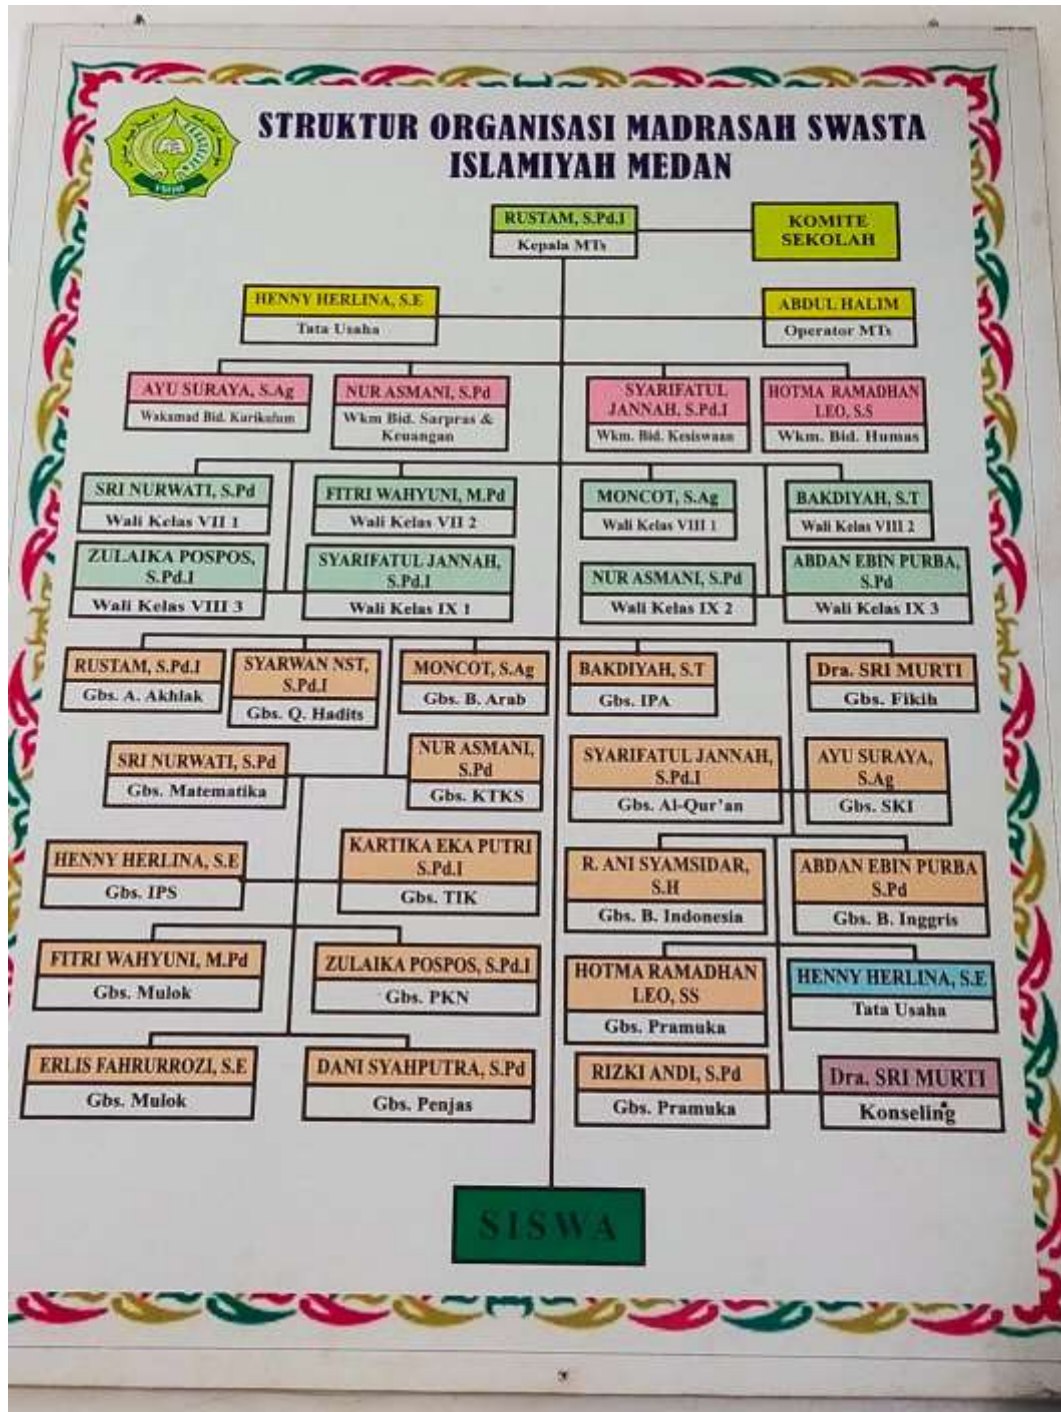 STRUKTUR ORGANISASI MADRASAH SWASTA
ISLAMIYAH MEDAN
RUSTAM, S.Pd.I
Kepala MTs
KOMITE
SEKOLAH
HENNY HERLINA, S.E
Tata Usaha
ABDUL HALIM
Operator MTs
AYU SURAYA, S.Ag
Wakamad Bid. Kurikulum
NUR ASMANI, S.Pd
Wkm Bid. Sarpras &
Keuangan
SYARIFATUL
JANNAH, S.Pd.I
Wkm. Bid. Kesiswaan
HOTMA RAMADHAN
LEO, S.S
Wkm. Bid. Humas
SRI NURWATI, S.Pd
Wali Kelas VII 1
FITRI WAHYUNI, M.Pd
Wali Kelas VII 2
MONCOT, S.Ag
Wali Kelas VIII 1
BAKDIYAH, S.T
Wali Kelas VIII 2
ZULAIKA POSPOS,
S.Pd.I
Wali Kelas VIII 3
SYARIFATUL JANNAH,
S.Pd.I
Wali Kelas IX 1
NUR ASMANI, S.Pd
Wali Kelas IX 2
ABDAN EBIN PURBA,
S.Pd
Wali Kelas IX 3
RUSTAM, S.Pd.I
Gbs. A. Akhlak
SYARWAN NST,
S.Pd.I
Gbs. Q. Hadits
MONCOT, S.Ag
Gbs. B. Arab
BAKDIYAH, S.T
Gbs. IPA
Dra. SRI MURTI
Gbs. Fikih
SRI NURWATI, S.Pd
Gbs. Matematika
NUR ASMANI,
S.Pd
Gbs. KTKS
SYARIFATUL JANNAH,
S.Pd.I
Gbs. Al-Qur'an
AYU SURAYA,
S.Ag
Gbs. SKI
HENNY HERLINA, S.E
Gbs. IPS
KARTIKA EKA PUTRI
S.Pd.I
Gbs. TIK
R. ANI SYAMSIDAR,
S.H
Gbs. B. Indonesia
ABDAN EBIN PURBA
S.Pd
Gbs. B. Inggris
FITRI WAHYUNI, M.Pd
Gbs. Mulok
ZULAIKA POSPOS, S.Pd.I
Gbs. PKN
HOTMA RAMADHAN
LEO, SS
Gbs. Pramuka
HENNY HERLINA, S.E
Tata Usaha
ERLIS FAHRURROZI, S.E
Gbs. Mulok
DANI SYAHPUTRA, S.Pd
Gbs. Penjas
RIZKI ANDI, S.Pd
Gbs. Pramuka
Dra. SRI MURTI
Konseling
SISWA